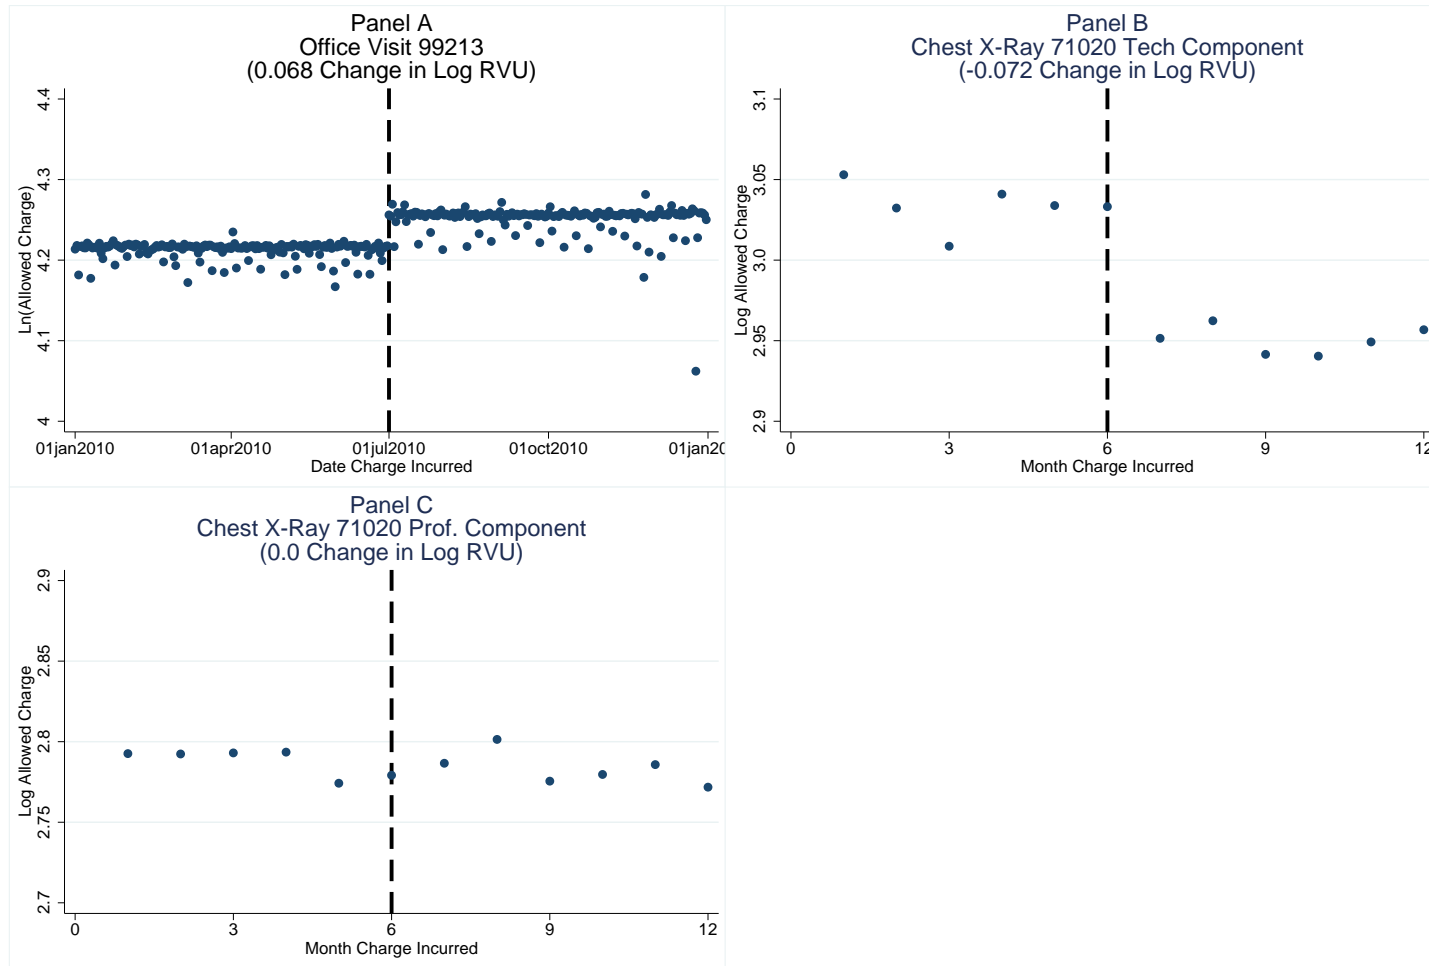 Panel A
Office Visit 99213
(0.068 Change in Log RVU)
Ln(Allowed Charge)
4.4
4.3
4.2
4.1
4
01jan2010
01apr2010
01jul2010
01oct2010
01jan20
Date Charge Incurred
Panel B
Chest X-Ray 71020 Tech Component
(-0.072 Change in Log RVU)
Log Allowed Charge
3.1
3.05
3.0
2.95
2.9
0
3
6
9
12
Month Charge Incurred
Panel C
Chest X-Ray 71020 Prof. Component
(0.0 Change in Log RVU)
Log Allowed Charge
2.9
2.85
2.8
2.75
2.7
0
3
6
9
12
Month Charge Incurred